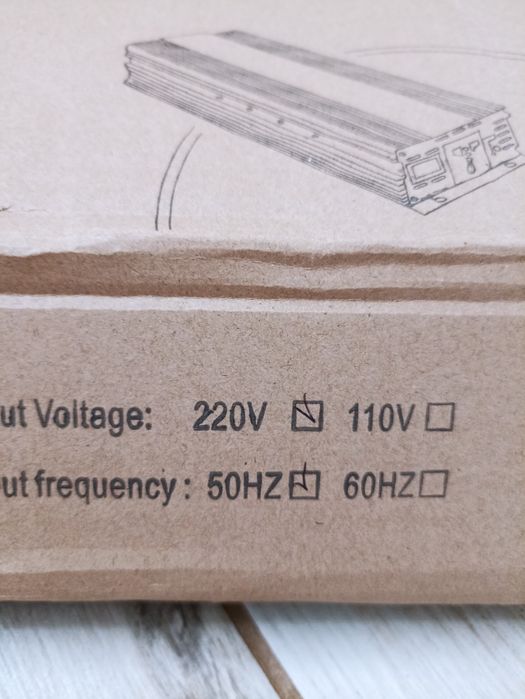 ut Voltage: 220V ☑ 110V ☐
ut frequency: 50HZ ☑ 60HZ ☐